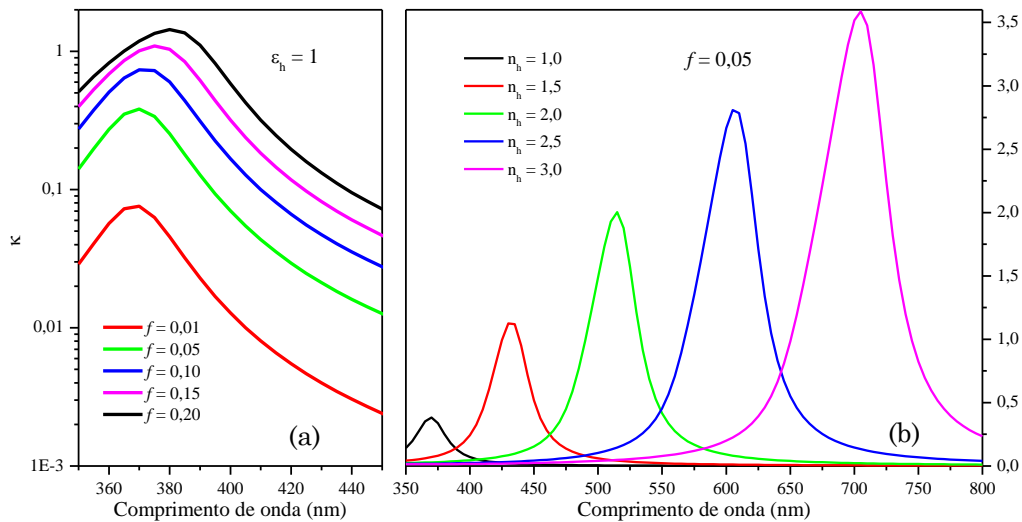 1
0,1
0,01
1E-3
κ
ε_h = 1
f = 0,01
f = 0,05
f = 0,10
f = 0,15
f = 0,20
(a)
350 360 380 400 420 440
Comprimento de onda (nm)
n_h = 1,0
n_h = 1,5
n_h = 2,0
n_h = 2,5
n_h = 3,0
f = 0,05
(b)
3,5
3,0
2,5
2,0
1,5
1,0
0,5
0,0
350 400 450 500 550 600 650 700 750 800
Comprimento de onda (nm)